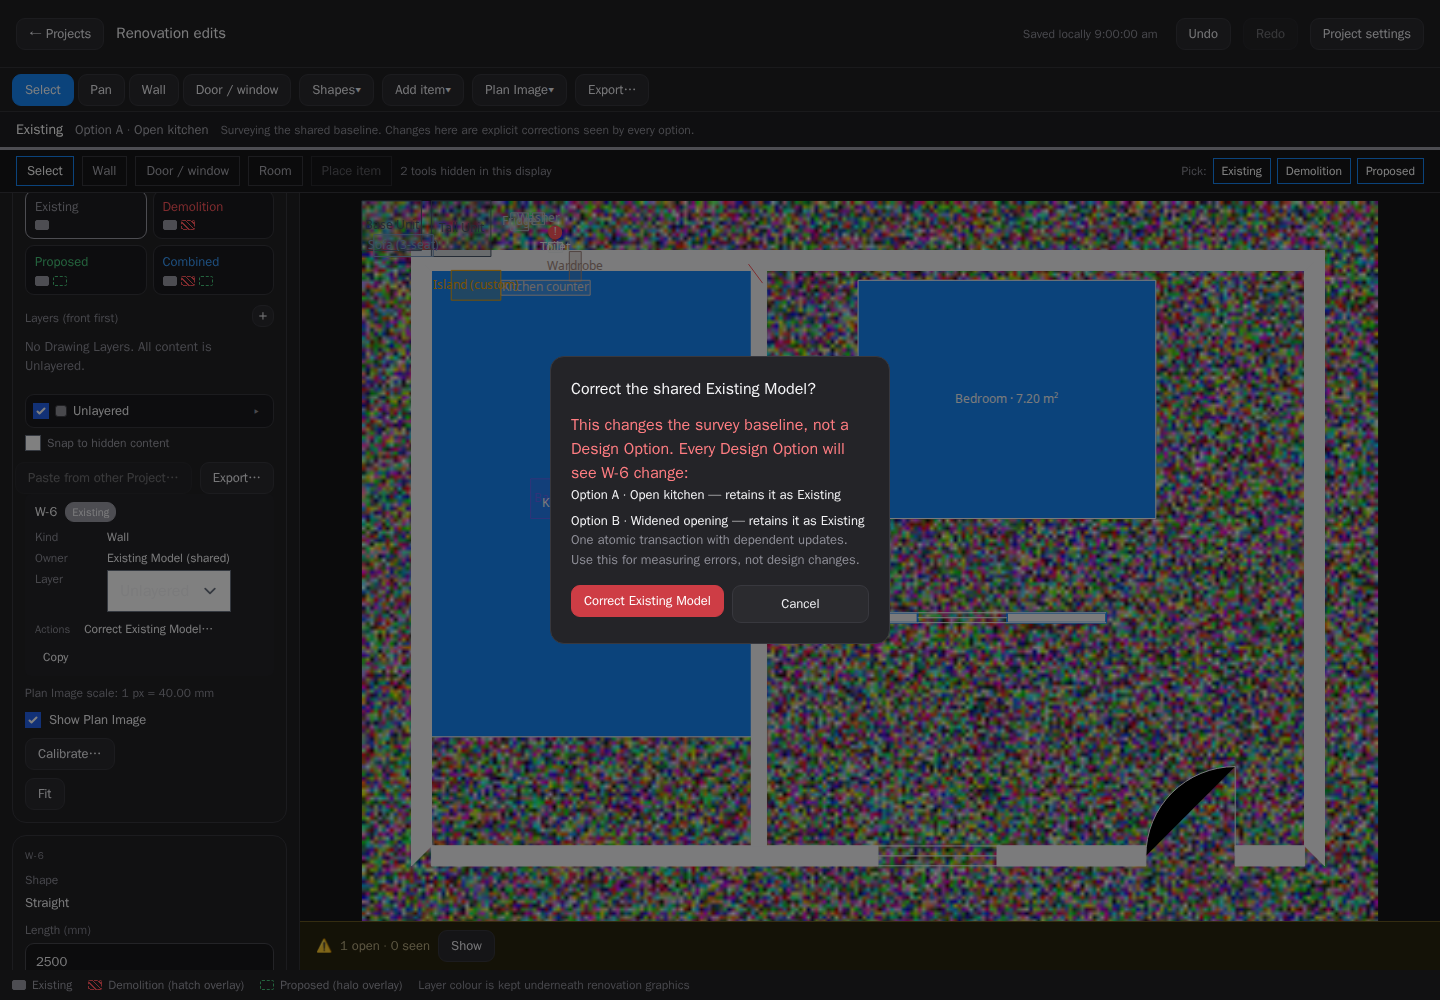 ← Projects
Renovation edits
Saved locally 9:00:00 am
Undo
Redo
Project settings
Select
Pan
Wall
Door / window
Shapes▾
Add item▾
Plan Image▾
Export⋯
Existing
Option A · Open kitchen
Surveying the shared baseline. Changes here are explicit corrections seen by every option.
Select
Wall
Door / window
Room
Place item
2 tools hidden in this display
Pick:
Existing
Demolition
Proposed
Existing
Demolition
Proposed
Combined
Layers (front first)
+
No Drawing Layers. All content is
Unlayered.
Unlayered
Snap to hidden content
Paste from other Project⋯
Export⋯
W-6
Existing
Kind
Wall
Owner
Existing Model (shared)
Layer
Unlayered
Actions
Correct Existing Model⋯
Copy
Plan Image scale: 1 px = 40.00 mm
Show Plan Image
Calibrate⋯
Fit
W-6
Shape
Straight
Length (mm)
2500
Toilet
Wardrobe
Island (custom)
Kitchen counter
Bedroom · 7.20 m²
K
Correct the shared Existing Model?
This changes the survey baseline, not a
Design Option. Every Design Option will
see W-6 change:
Option A · Open kitchen — retains it as Existing
Option B · Widened opening — retains it as Existing
One atomic transaction with dependent updates.
Use this for measuring errors, not design changes.
Correct Existing Model
Cancel
1 open · 0 seen
Show
Existing
Demolition (hatch overlay)
Proposed (halo overlay)
Layer colour is kept underneath renovation graphics